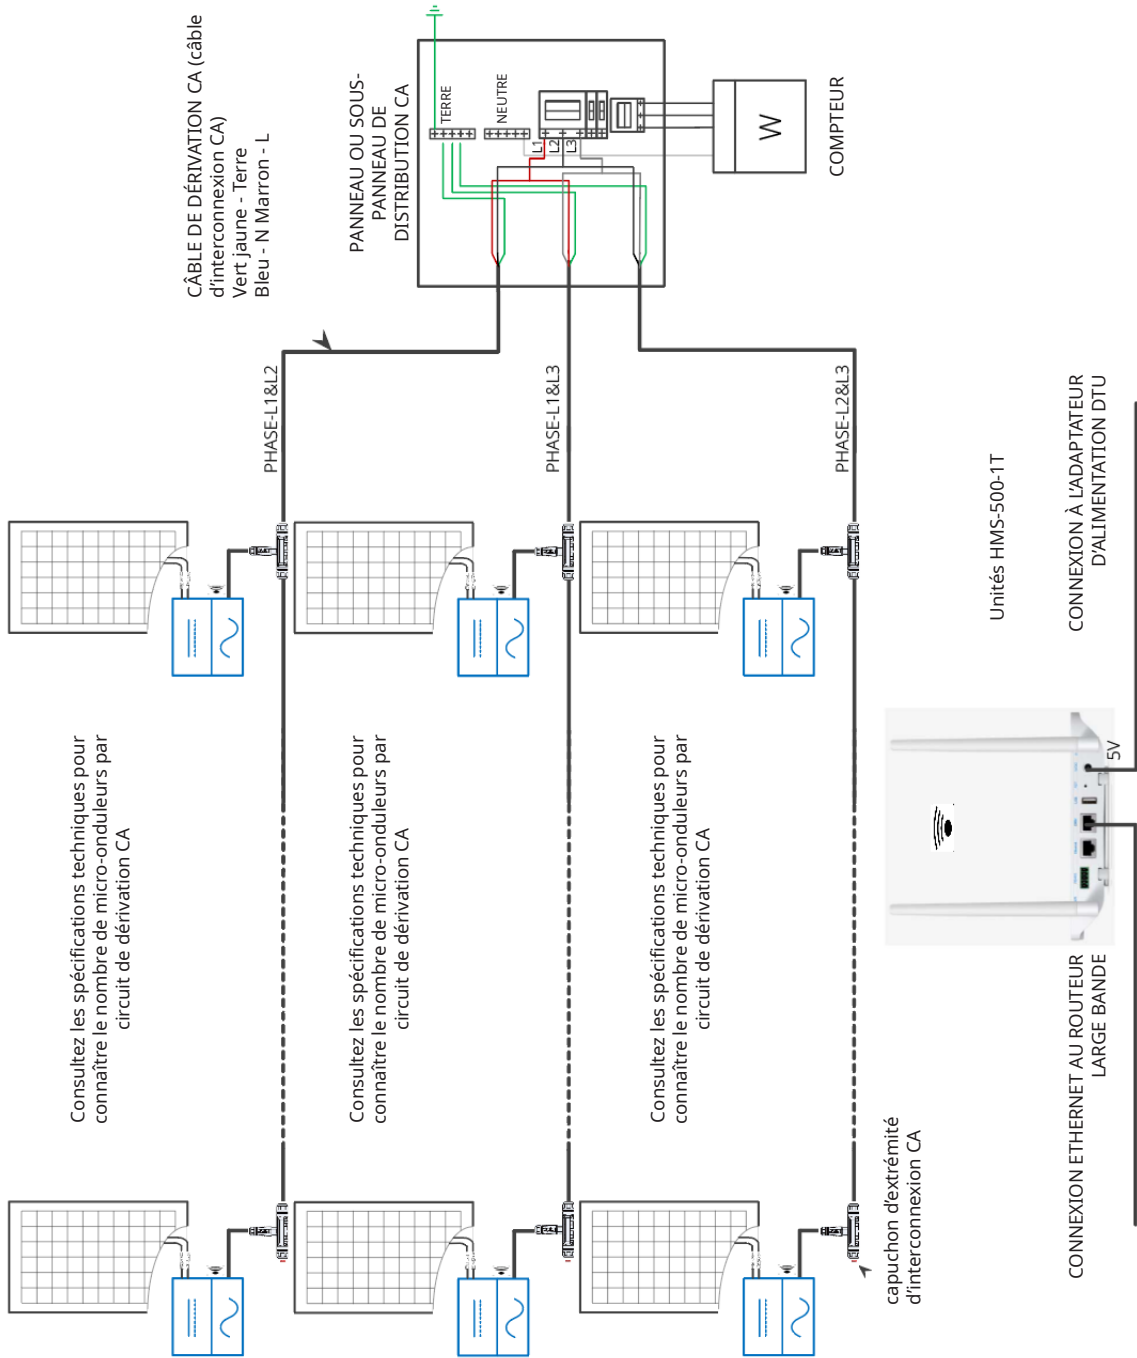 CÂBLE DE DÉRIVATION CA (câble
d'interconnexion CA)
Vert jaune - Terre
Bleu - N Marron - L
PANNEAU OU SOUS-
PANNEAU DE
DISTRIBUTION CA
TERRE
NEUTRE
L1
L2
L3
W
COMPTEUR
PHASE-L1&L2
PHASE-L1&L3
PHASE-L2&L3
Consultez les spécifications techniques pour
connaître le nombre de micro-onduleurs par
circuit de dérivation CA
Consultez les spécifications techniques pour
connaître le nombre de micro-onduleurs par
circuit de dérivation CA
Consultez les spécifications techniques pour
connaître le nombre de micro-onduleurs par
circuit de dérivation CA
capuchon d'extrémité
d'interconnexion CA
Unités HMS-500-1T
CONNEXION À L'ADAPTATEUR
D'ALIMENTATION DTU
5V
CONNEXION ETHERNET AU ROUTEUR
LARGE BANDE